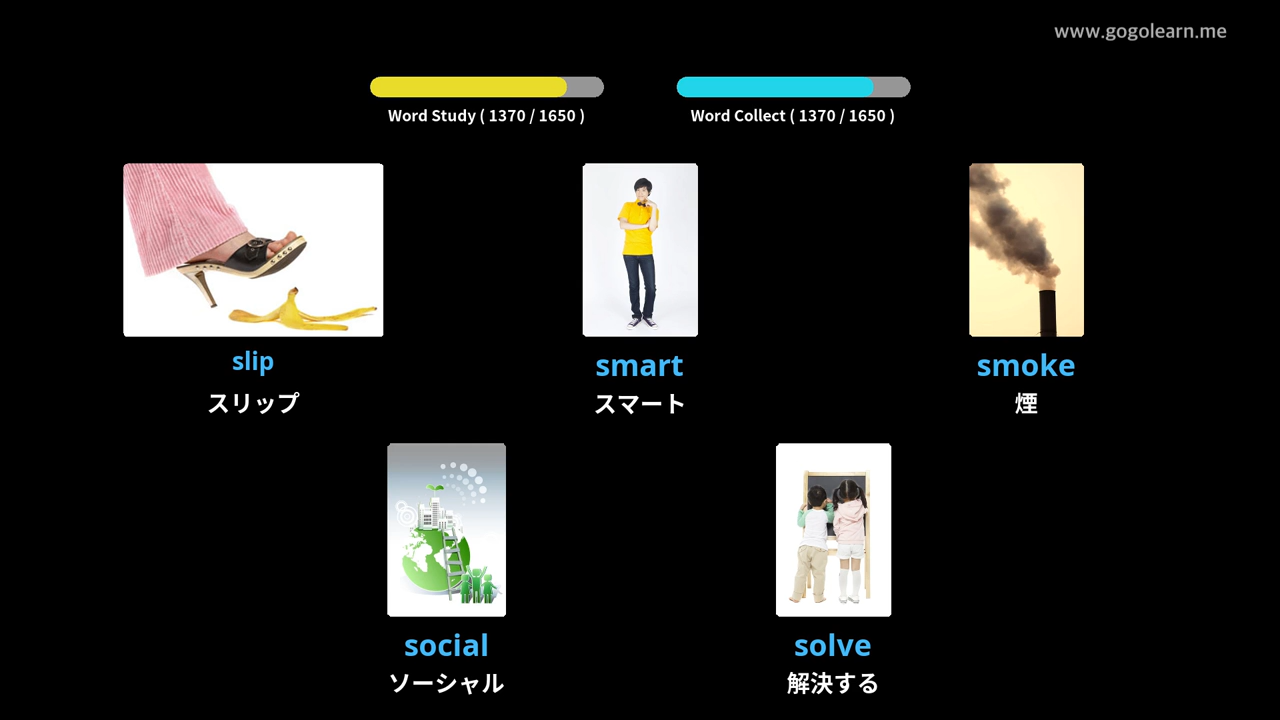 www.gogolearn.me
Word Study ( 1370 / 1650 )
Word Collect ( 1370 / 1650 )
slip
スリップ
smart
スマート
smoke
煙
social
ソーシャル
solve
解決する